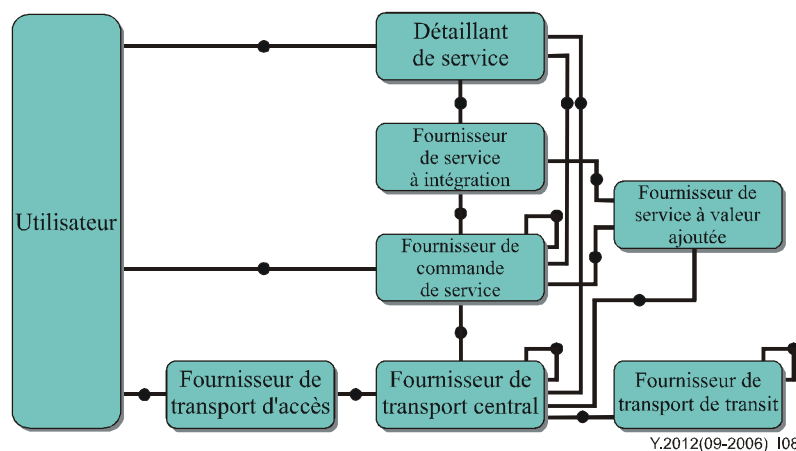 Détaillant
de service
Fournisseur
de service
à intégration
Fournisseur de
service à valeur
ajoutée
Utilisateur
Fournisseur de
commande
de service
Fournisseur de
transport d'accès
Fournisseur de
transport central
Fournisseur de
transport de transit
Y.2012(09-2006) I08